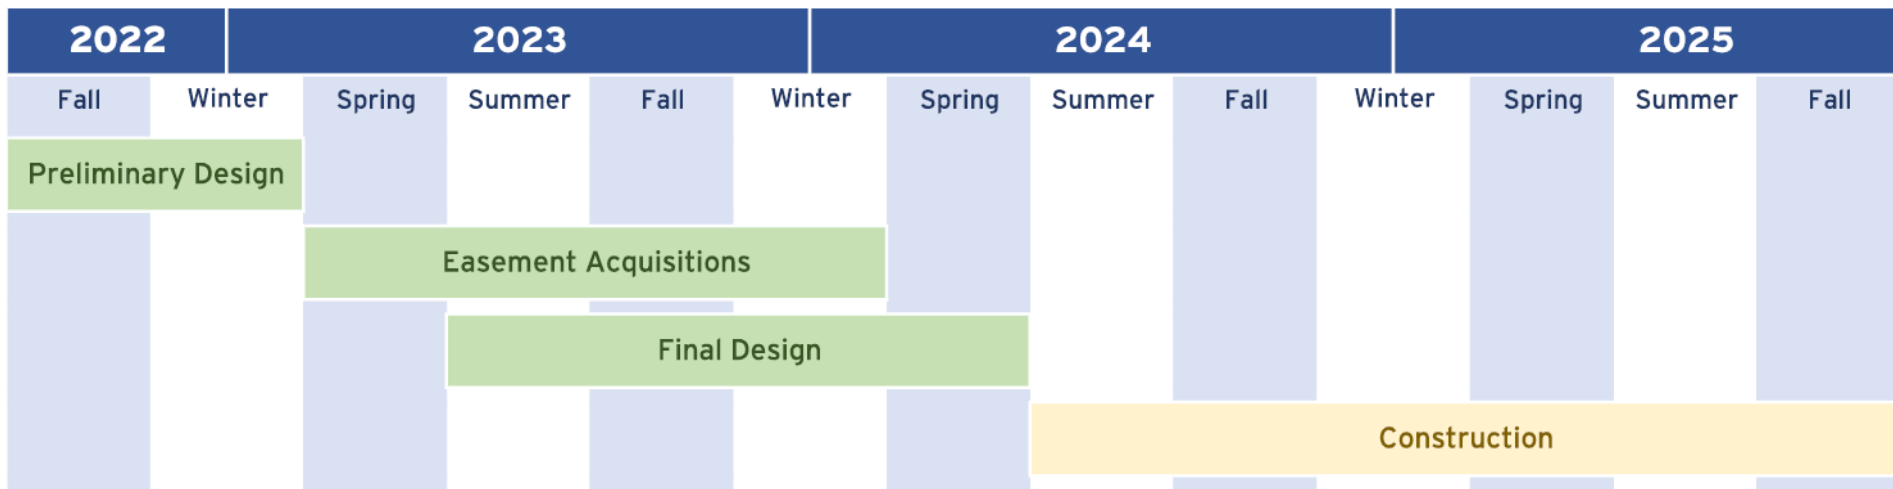 2022 2023 2024 2025
Fall Winter Spring Summer Fall Winter Spring Summer Fall Winter Spring Summer Fall
Preliminary Design
Easement Acquisitions
Final Design
Construction